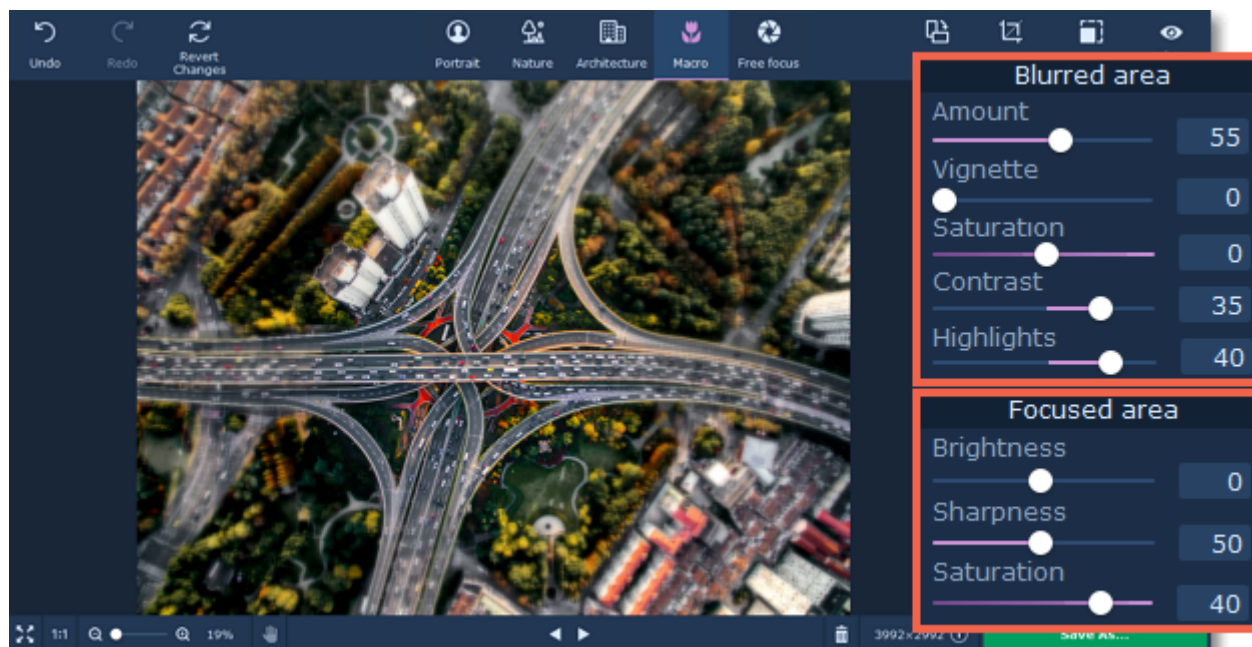 Undo
Redo
Revert
Changes
Portrait
Nature
Architecture
Macro
Free focus
Blurred area
Amount
55
Vignette
0
Saturation
0
Contrast
35
Highlights
40
Focused area
Brightness
0
Sharpness
50
Saturation
40
1:1
19%
3992×2992
Save As...